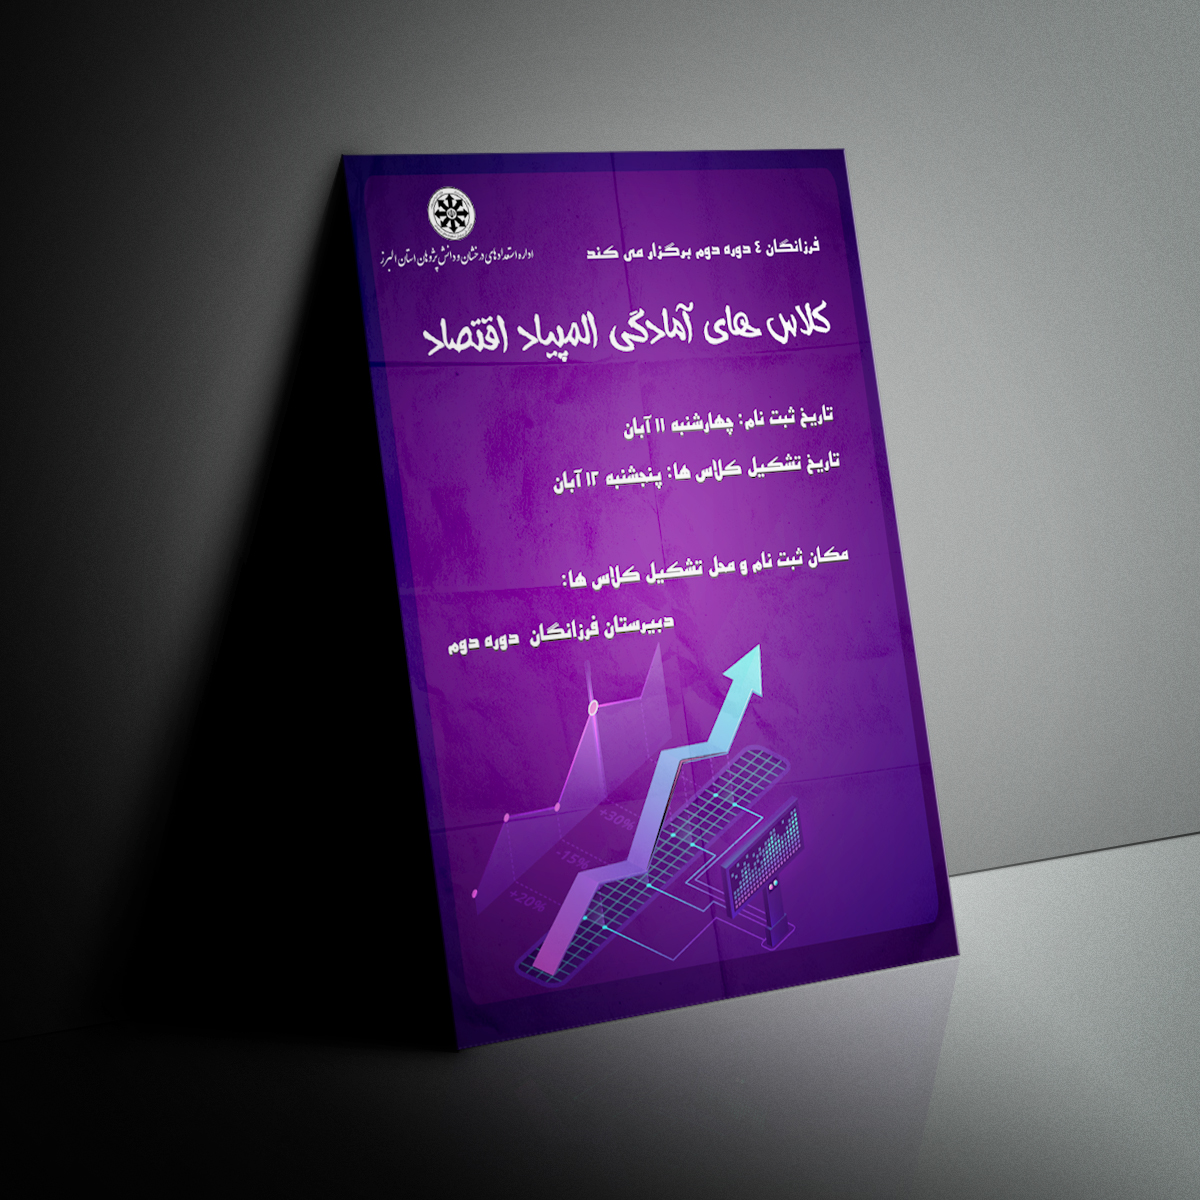 اداره استعدادهای درخشان و دانش پژوهان استان البرز
فرزانگان ٤ دوره دوم برگزار می کند
کلاس های آمادگی المپیاد اقتصاد
تاریخ ثبت نام: چهارشنبه ۱۱ آبان
تاریخ تشکیل کلاس ها: پنجشنبه ۱۲ آبان
مکان ثبت نام و محل تشکیل کلاس ها:
دبیرستان فرزانگان دوره دوم
+30%
-15%
+20%